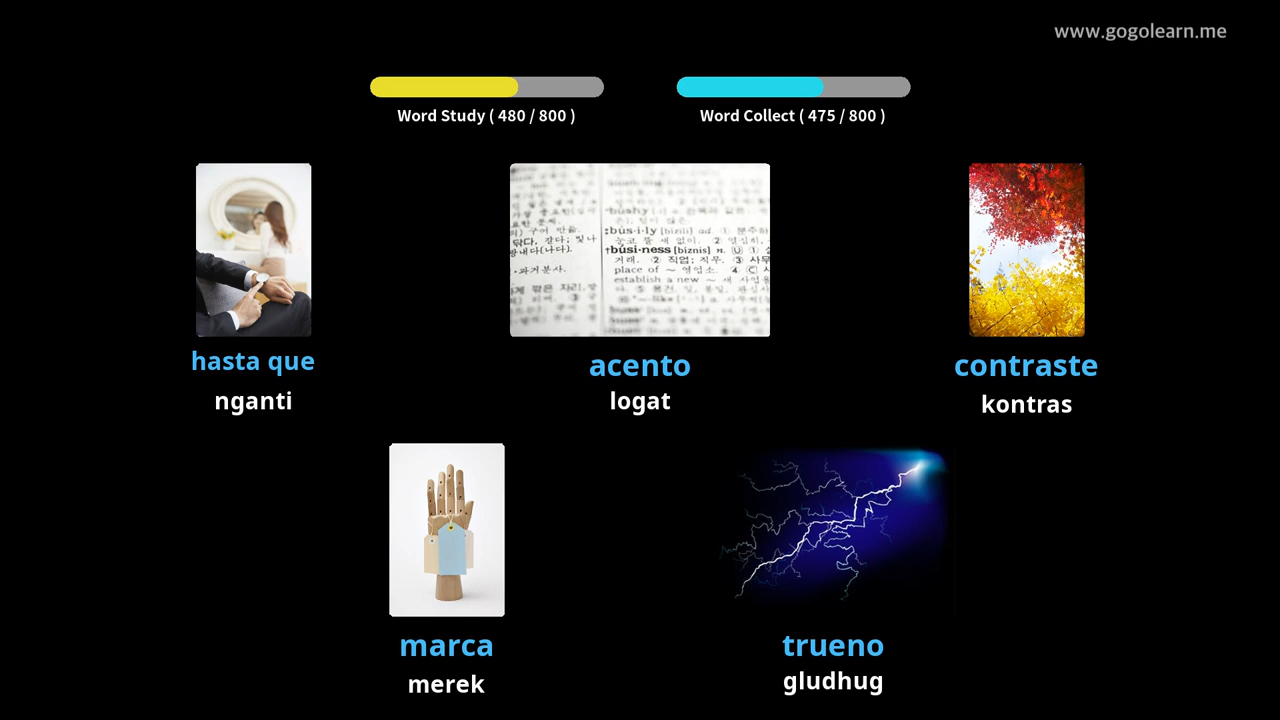 www.gogolearn.me
Word Study ( 480 / 800 )
Word Collect ( 475 / 800 )
hasta que
nganti
acento
logat
contraste
kontras
marca
merek
trueno
gludhug